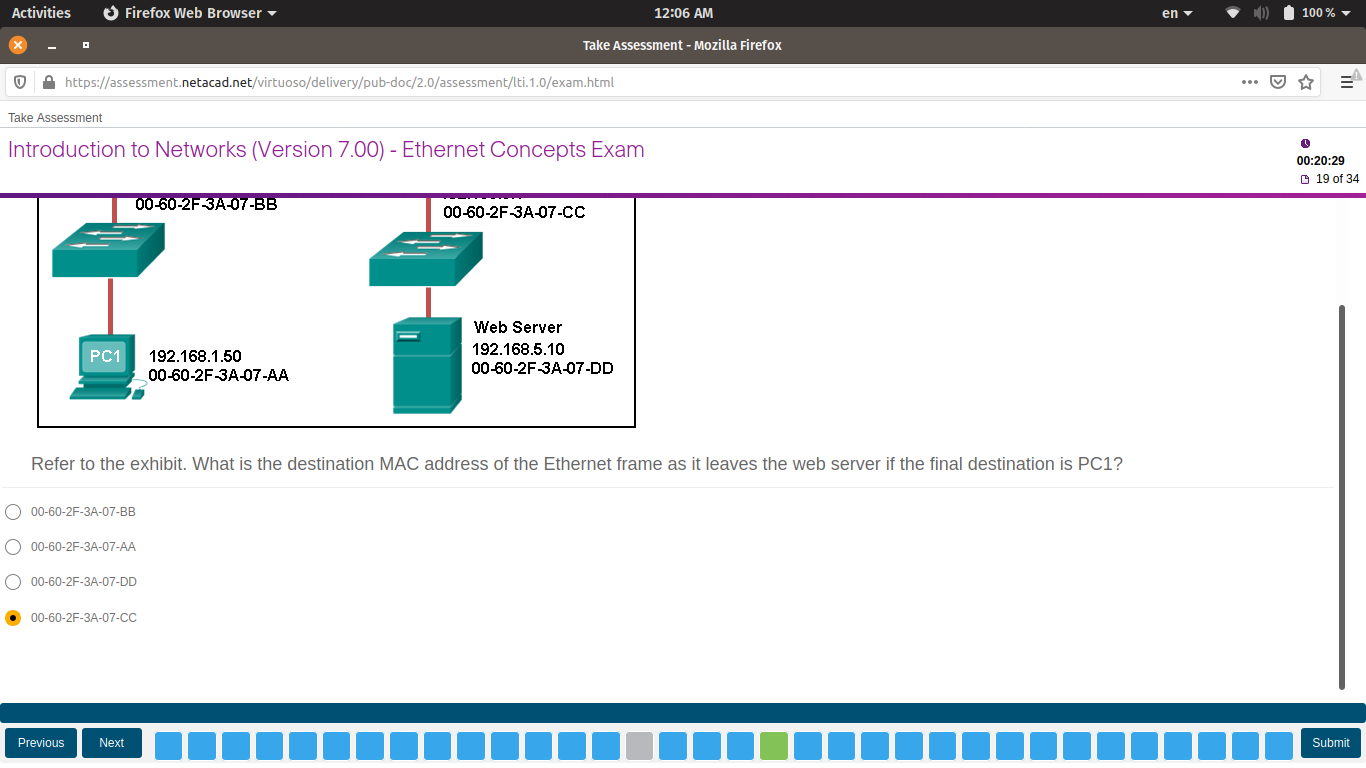 Activities Firefox Web Browser 12:06 AM en 100 %
Take Assessment - Mozilla Firefox
https://assessment.netacad.net/virtuoso/delivery/pub-doc/2.0/assessment/lti.1.0/exam.html
Take Assessment
Introduction to Networks (Version 7.00) - Ethernet Concepts Exam
00:20:29
19 of 34
00-60-2F-3A-07-BB
00-60-2F-3A-07-CC
Web Server
192.168.5.10
00-60-2F-3A-07-DD
PC1
192.168.1.50
00-60-2F-3A-07-AA
Refer to the exhibit. What is the destination MAC address of the Ethernet frame as it leaves the web server if the final destination is PC1?
00-60-2F-3A-07-BB
00-60-2F-3A-07-AA
00-60-2F-3A-07-DD
00-60-2F-3A-07-CC
Previous Next Submit